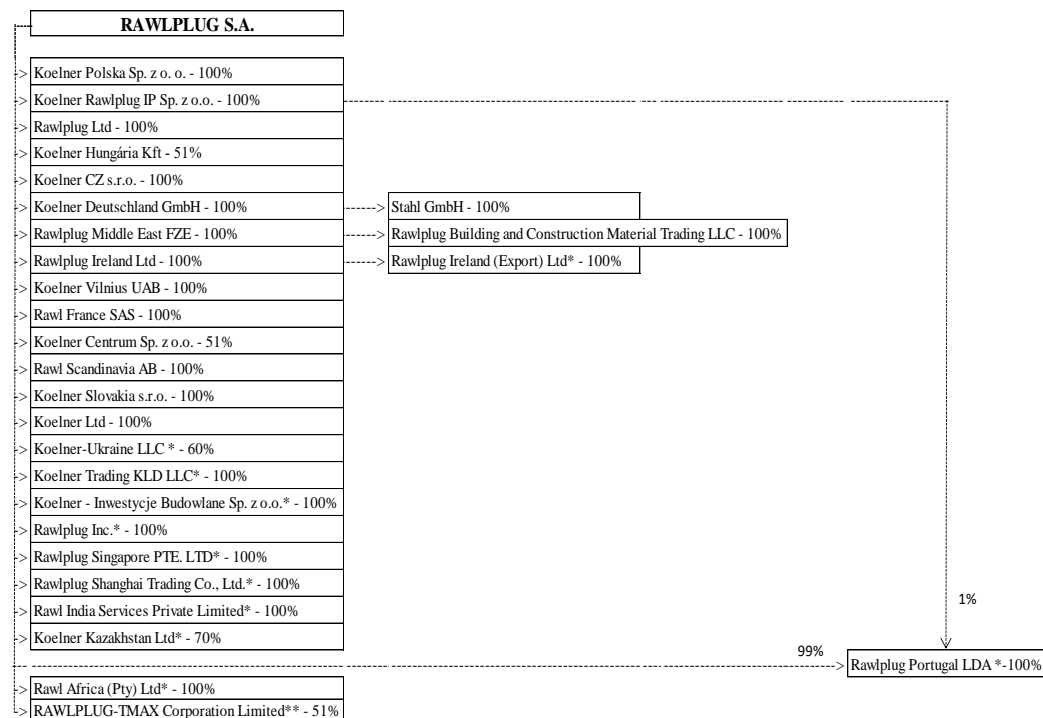 RAWLPLUG S.A.
Koelner Polska Sp. z o. o. - 100%
Koelner Rawlplug IP Sp. z o.o. - 100%
Rawlplug Ltd - 100%
Koelner Hungária Kft - 51%
Koelner CZ s.r.o. - 100%
Koelner Deutschland GmbH - 100%
Stahl GmbH - 100%
Rawlplug Middle East FZE - 100%
Rawlplug Building and Construction Material Trading LLC - 100%
Rawlplug Ireland Ltd - 100%
Rawlplug Ireland (Export) Ltd* - 100%
Koelner Vilnius UAB - 100%
Rawl France SAS - 100%
Koelner Centrum Sp. z o.o. - 51%
Rawl Scandinavia AB - 100%
Koelner Slovakia s.r.o. - 100%
Koelner Ltd - 100%
Koelner-Ukraine LLC * - 60%
Koelner Trading KLD LLC* - 100%
Koelner - Inwestycje Budowlane Sp. z o.o.* - 100%
Rawlplug Inc.* - 100%
Rawlplug Singapore PTE. LTD* - 100%
Rawlplug Shanghai Trading Co., Ltd.* - 100%
Rawl India Services Private Limited* - 100%
1%
Koelner Kazakhstan Ltd* - 70%
99%
Rawlplug Portugal LDA *-100%
Rawl Africa (Pty) Ltd* - 100%
RAWLPLUG-TMAX Corporation Limited** - 51%